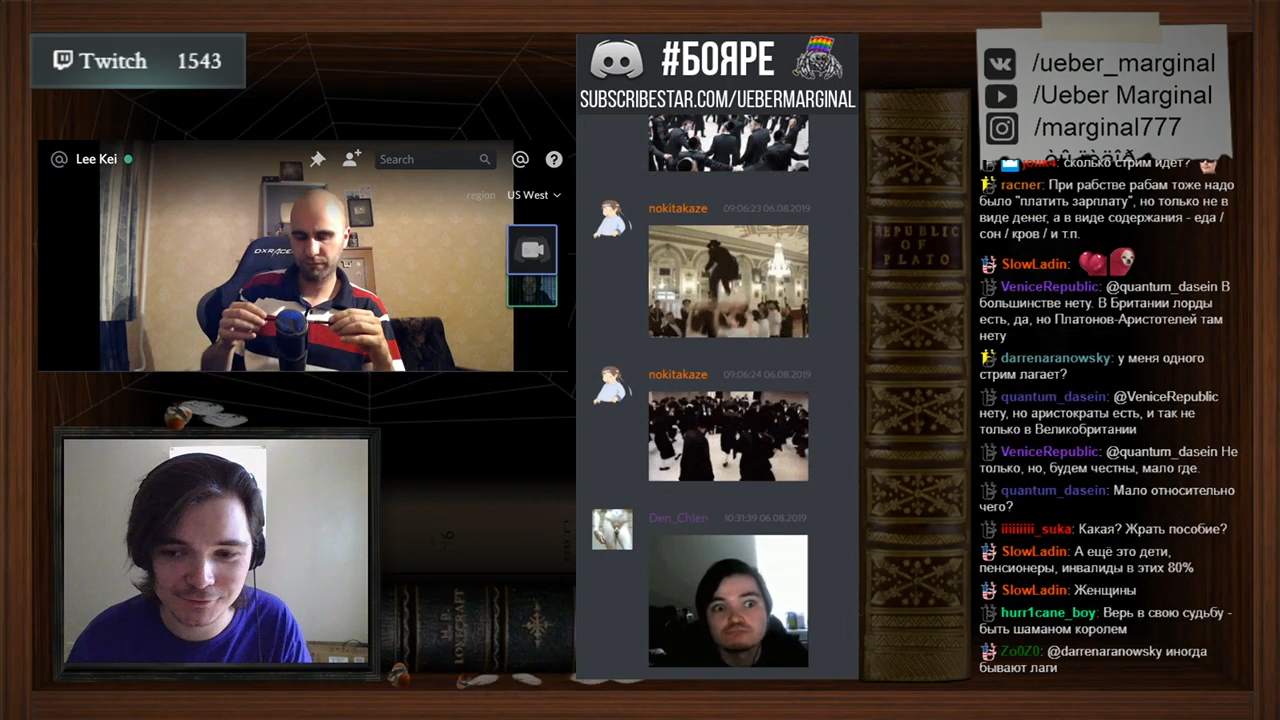 Twitch 1543
Lee Kei
Search
region US West
DXRACER
#БОЯРЕ
SUBSCRIBESTAR.COM/UEBERMARGINAL
nokitakaze 09:06:23 06.08.2019
nokitakaze 09:06:24 06.08.2019
Den_Chlen 10:31:39 06.08.2019
REPUBLIC
OF
PLATO
LOVECRAFT
/ueber_marginal
/Ueber Marginal
/marginal777
сколько стрим идет?
racner: При рабстве рабам тоже надо
было "платить зарплату", но только не в
виде денег, а в виде содержания - еда /
сон / кров / и т.п.
SlowLadin:
VeniceRepublic: @quantum_dasein В
большинстве нету. В Британии лорды
есть, да, но Платонов-Аристотелей там
нету
darrenaranowsky: у меня одного
стрим лагает?
quantum_dasein: @VeniceRepublic
нету, но аристократы есть, и так не
только в Великобритании
VeniceRepublic: @quantum_dasein Не
только, но, будем честны, мало где.
quantum_dasein: Мало относительно
чего?
iiiiiiiii_suka: Какая? Жрать пособие?
SlowLadin: А ещё это дети,
пенсионеры, инвалиды в этих 80%
SlowLadin: Женщины
hurr1cane_boy: Верь в свою судьбу -
быть шаманом королем
Zo0Z0: @darrenaranowsky иногда
бывают лаги